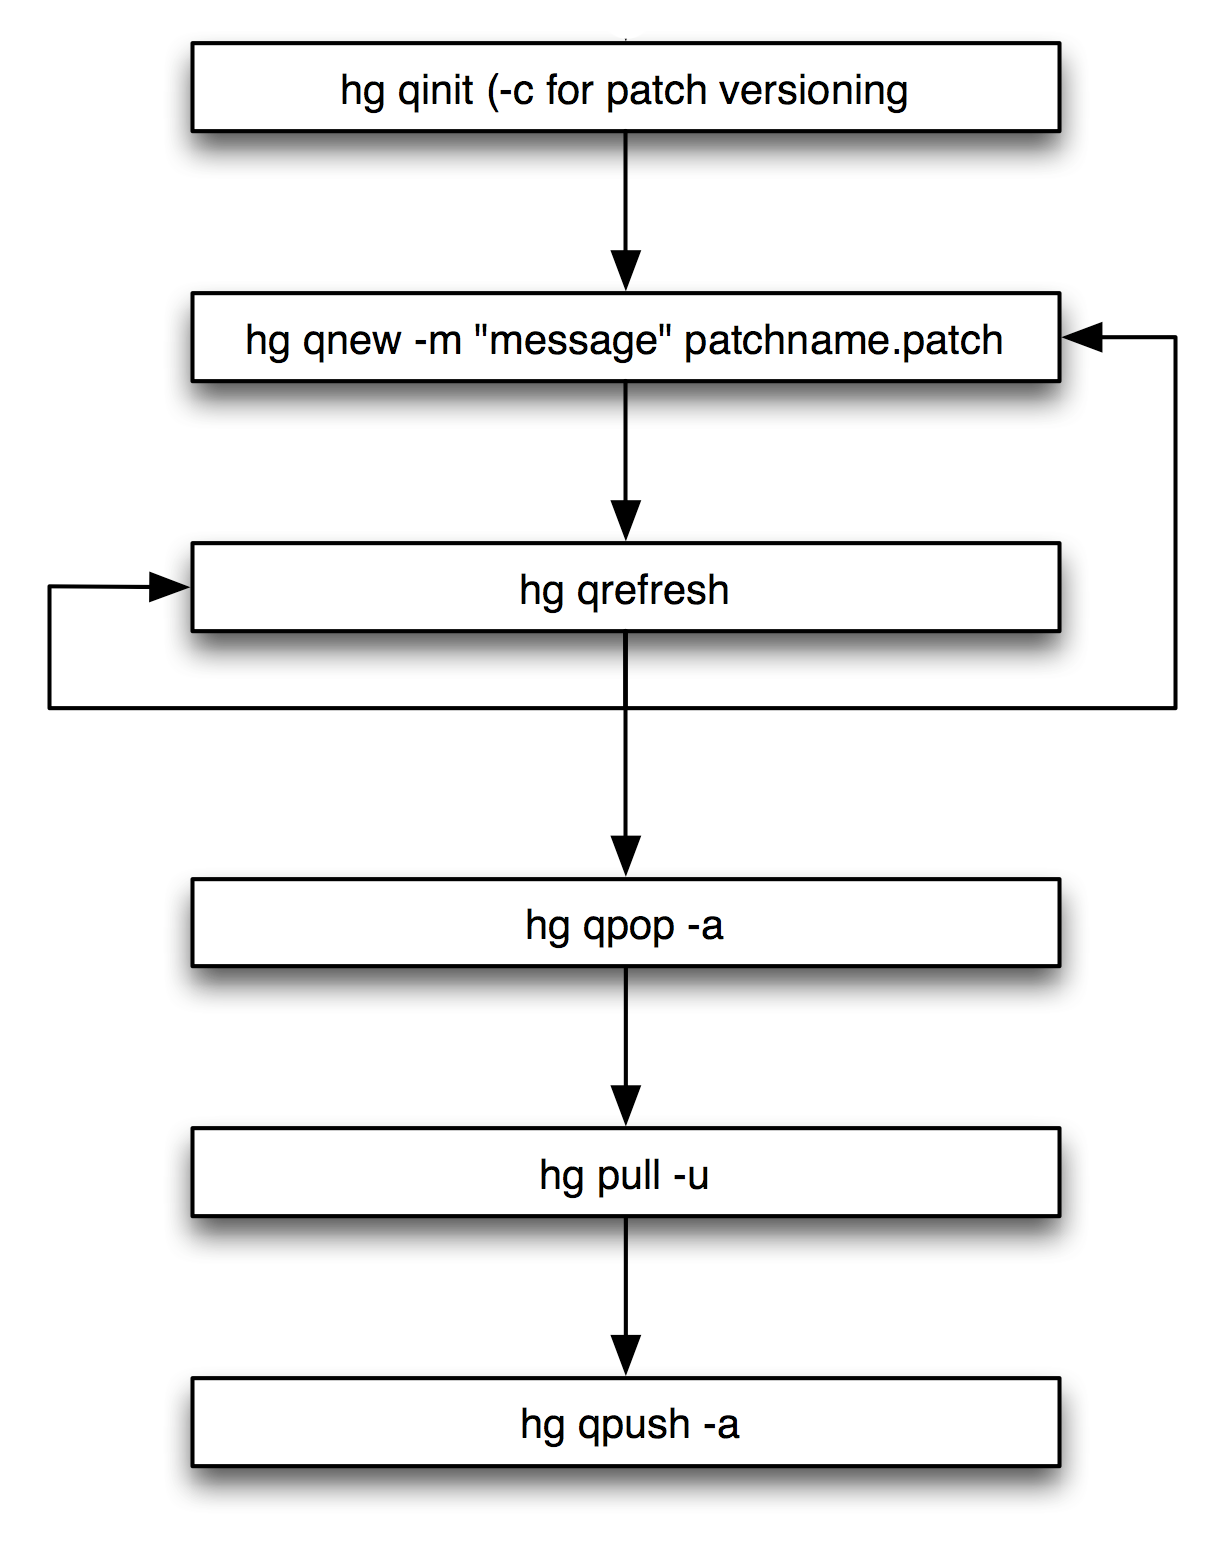 hg qinit (-c for patch versioning
hg qnew -m "message" patchname.patch
hg qrefresh
hg qpop -a
hg pull -u
hg qpush -a